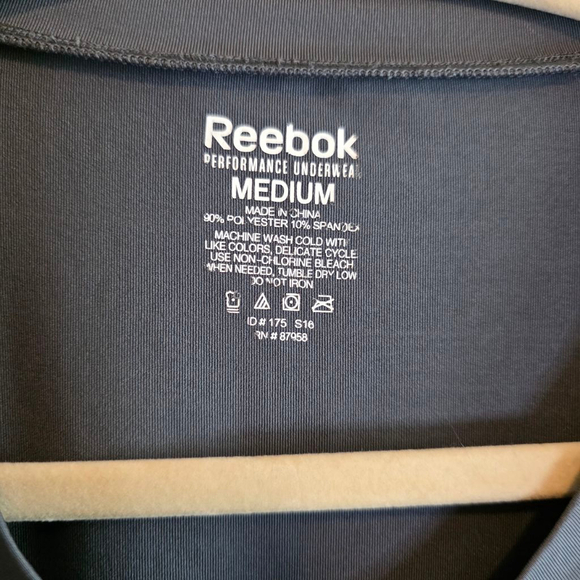 Reebok
PERFORMANCE UNDERWEA
MEDIUM
MADE IN CHINA
90% POLYESTER 10% SPANDEX
MACHINE WASH COLD WITH
LIKE COLORS, DELICATE CYCLE
USE NON-CHLORINE BLEACH
WHEN NEEDED, TUMBLE DRY LOW
DO NOT IRON
ID # 175 S16
RN # 87958